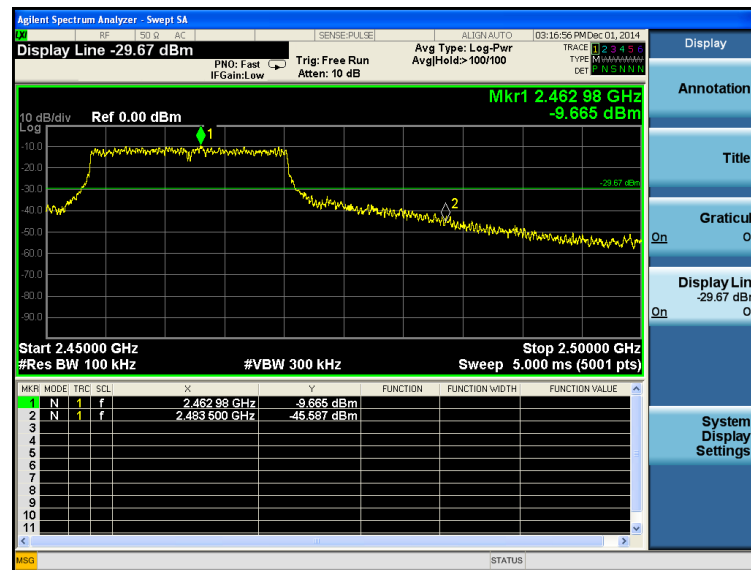 Agilent Spectrum Analyzer - Swept SA
RF 50 Ω AC SENSE:PULSE ALIGN AUTO 03:16:56 PM Dec 01, 2014
Display Line -29.67 dBm
PNO: Fast
IFGain:Low
Trig: Free Run
Atten: 10 dB
Avg Type: Log-Pwr
Avg|Hold:>100/100
TRACE 1 2 3 4 5 6
TYPE M
DET P N S N N N
Mkr1 2.462 98 GHz
-9.665 dBm
10 dB/div Ref 0.00 dBm
Log
1
-10.0
-20.0
-30.0
-29.67 dBm
-40.0
2
-50.0
-60.0
-70.0
-80.0
-90.0
Start 2.45000 GHz Stop 2.50000 GHz
#Res BW 100 kHz #VBW 300 kHz Sweep 5.000 ms (5001 pts)
MKR MODE TRC SCL X Y FUNCTION FUNCTION WIDTH FUNCTION VALUE
1 N 1 f 2.462 98 GHz -9.665 dBm
2 N 1 f 2.483 500 GHz -45.587 dBm
3
4
5
6
7
8
9
10
11
MSG STATUS
Display
Annotation
Title
Graticul
On O
Display Lin
-29.67 dBr
On O
System
Display
Settings